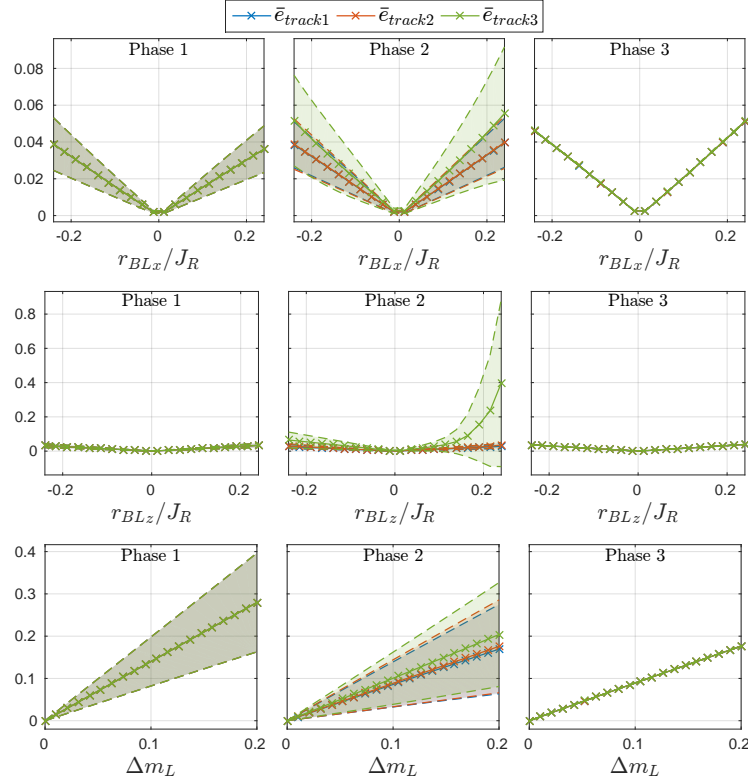 ē_track1 ē_track2 ē_track3
Phase 1 Phase 2 Phase 3
0.08
0.06
0.04
0.02
0
-0.2 0 0.2 -0.2 0 0.2 -0.2 0 0.2
r_BLx/J_R r_BLx/J_R r_BLx/J_R
Phase 1 Phase 2 Phase 3
0.8
0.6
0.4
0.2
0
-0.2 0 0.2 -0.2 0 0.2 -0.2 0 0.2
r_BLz/J_R r_BLz/J_R r_BLz/J_R
0.4
Phase 1 Phase 2 Phase 3
0.3
0.2
0.1
0
0 0.1 0.2 0 0.1 0.2 0 0.1 0.2
Δm_L Δm_L Δm_L